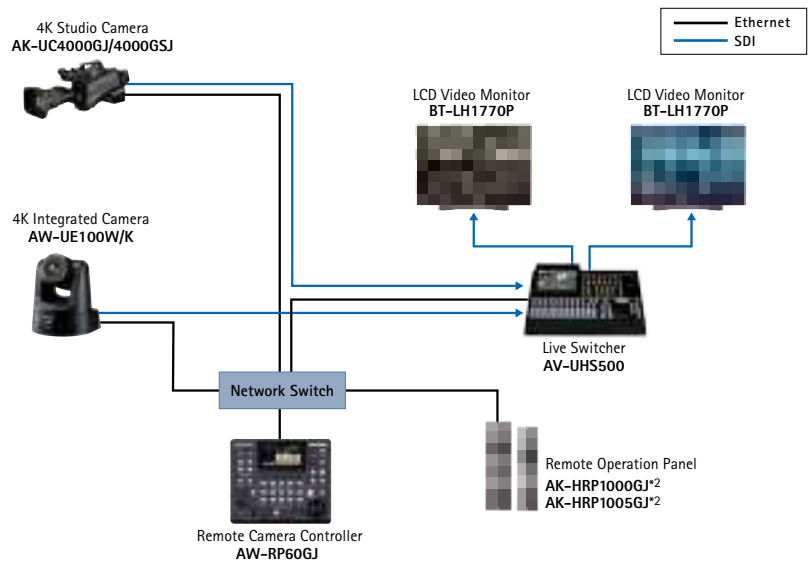 4K Studio Camera
AK-UC4000GJ/4000GSJ
Ethernet
SDI
LCD Video Monitor
BT-LH1770P
LCD Video Monitor
BT-LH1770P
4K Integrated Camera
AW-UE100W/K
Live Switcher
AV-UHS500
Network Switch
Remote Operation Panel
AK-HRP1000GJ*2
AK-HRP1005GJ*2
Remote Camera Controller
AW-RP60GJ